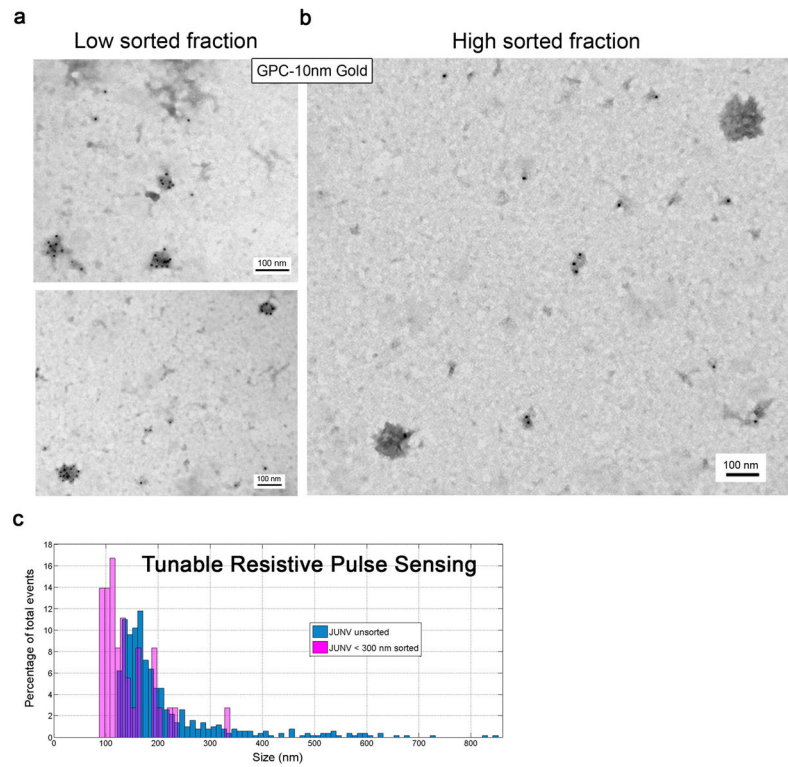 a
b
Low sorted fraction
High sorted fraction
GPC-10nm Gold
100 nm
100 nm
100 nm
c
Tunable Resistive Pulse Sensing
JUNV unsorted
JUNV < 300 nm sorted
Percentage of total events
18
16
14
12
10
8
6
4
2
0
0
100
200
300
400
500
600
700
800
Size (nm)